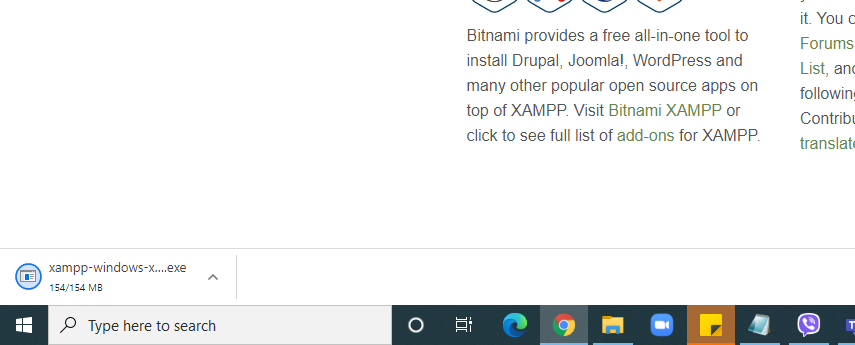 Bitnami provides a free all-in-one tool to
install Drupal, Joomla!, WordPress and
many other popular open source apps on
top of XAMPP. Visit Bitnami XAMPP or
click to see full list of add-ons for XAMPP.
it. You
Forums
List, and
Contribu
translate
xampp-windows-x....exe
154/154 MB
Type here to search